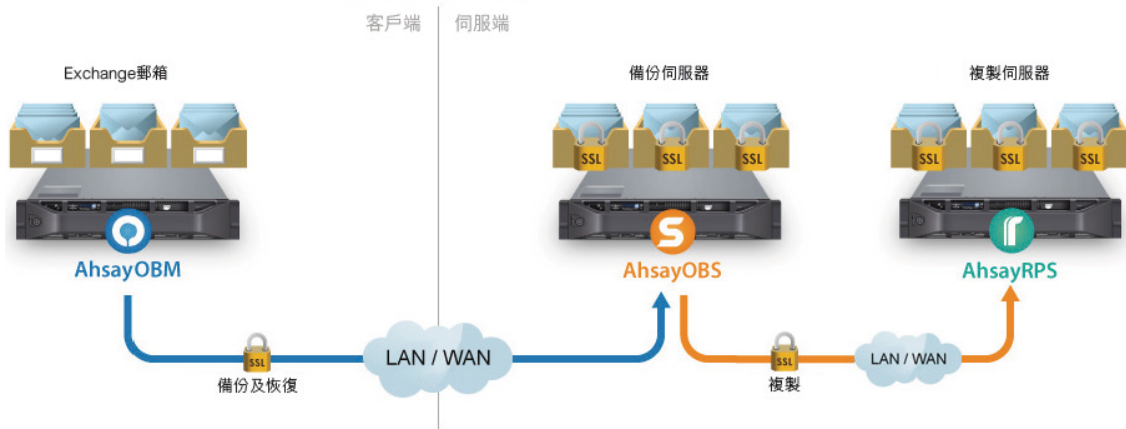 客戶端
伺服端
Exchange郵箱
備份伺服器
複製伺服器
SSL
SSL
SSL
SSL
SSL
SSL
AhsayOBM
AhsayOBS
AhsayRPS
SSL
LAN / WAN
SSL
LAN / WAN
備份及恢復
複製